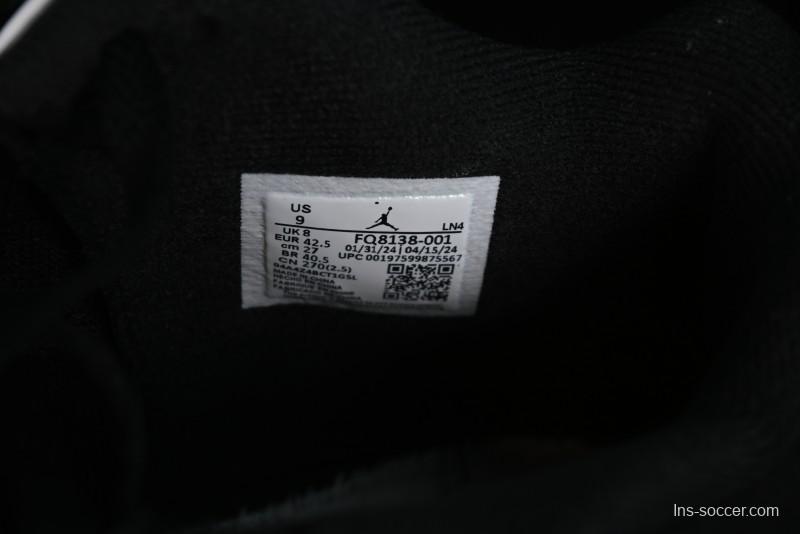 US
9
LN4
UK 8
EUR 42.5
cm 27
BR 40.5
CN 270(2.5)
FQ8138-001
01/31/24 | 04/15/24
UPC 00197599875567
MADE IN CHINA
Ins-soccer.com